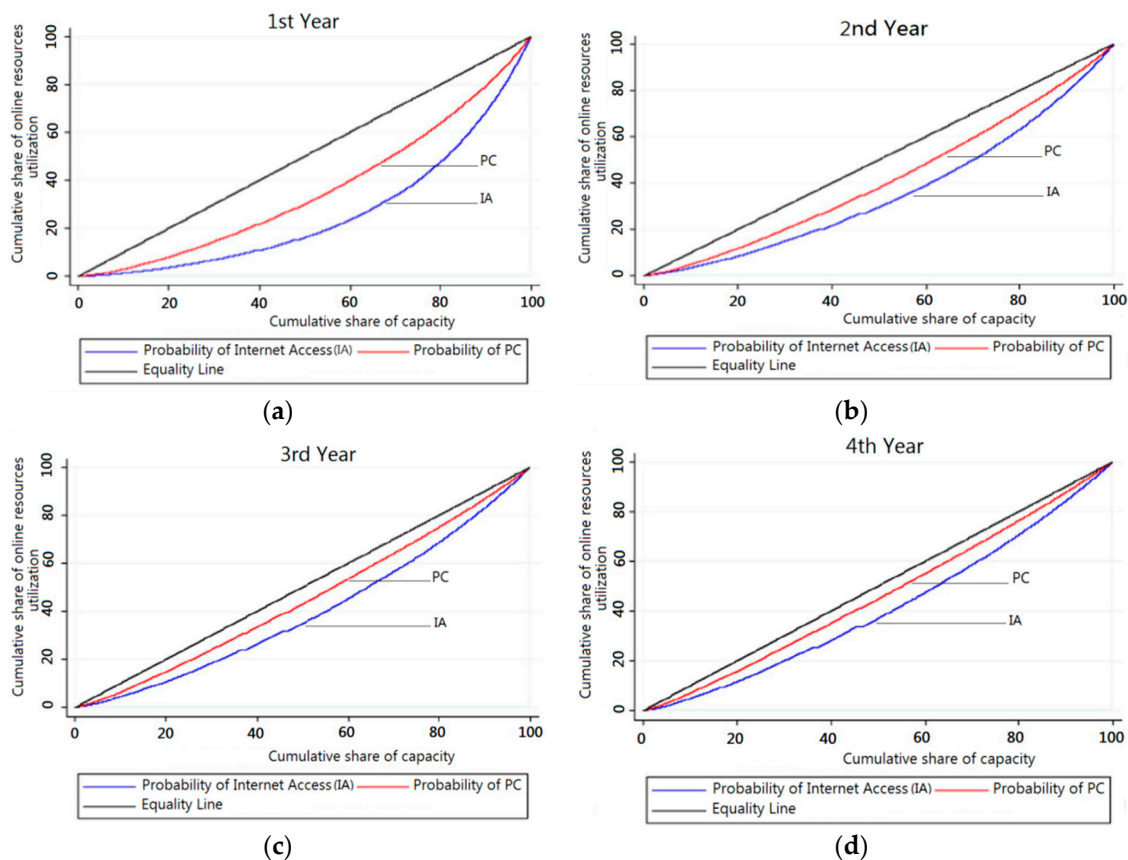 1st Year
Cumulative share of online resources
utilization
100
80
60
40
20
0
PC
IA
0 20 40 60 80 100
Cumulative share of capacity
Probability of Internet Access(IA) Probability of PC
Equality Line
(a)
2nd Year
Cumulative share of online resources
utilization
100
80
60
40
20
0
PC
IA
0 20 40 60 80 100
Cumulative share of capacity
Probability of Internet Access(IA) Probability of PC
Equality Line
(b)
3rd Year
Cumulative share of online resources
utilization
100
80
60
40
20
0
PC
IA
0 20 40 60 80 100
Cumulative share of capacity
Probability of Internet Access(IA) Probability of PC
Equality Line
(c)
4th Year
Cumulative share of online resources
utilization
100
80
60
40
20
0
PC
IA
0 20 40 60 80 100
Cumulative share of capacity
Probability of Internet Access(IA) Probability of PC
Equality Line
(d)